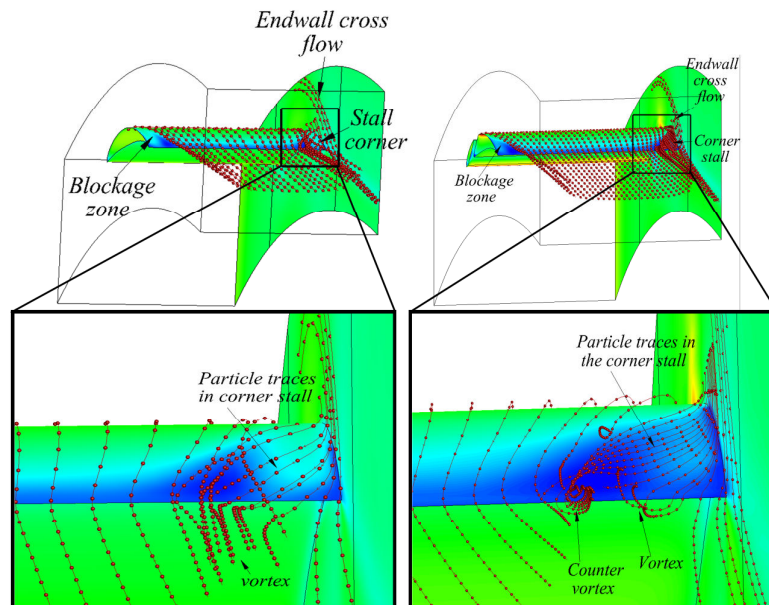 Endwall cross
flow
Stall
corner
Blockage
zone
Endwall
cross
flow
Corner
stall
Blockage
zone
Particle traces
in corner stall
vortex
Particle traces in
the corner stall
Counter
vortex
Vortex